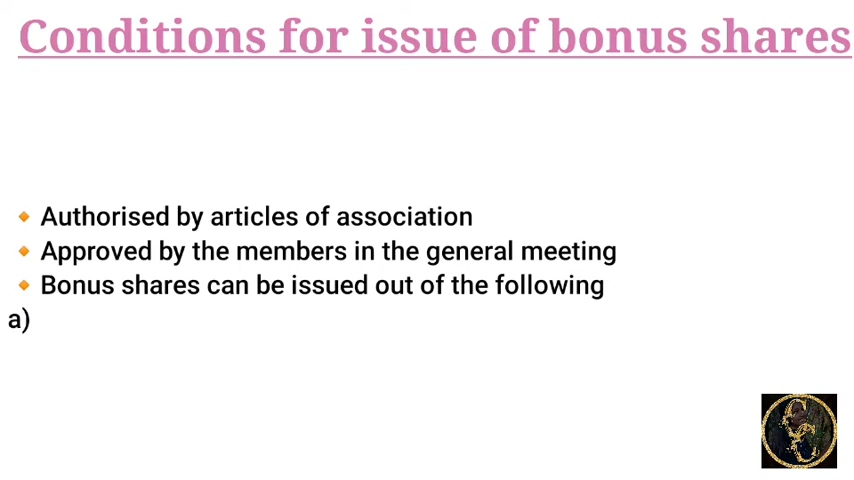 Conditions for issue of bonus shares
🔸 Authorised by articles of association
🔸 Approved by the members in the general meeting
🔸 Bonus shares can be issued out of the following
a)